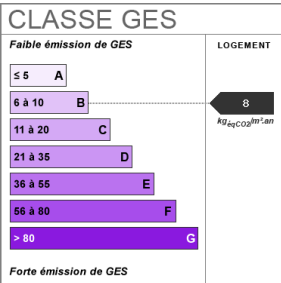 CLASSE GES
Faible émission de GES
LOGEMENT
≤ 5 A
6 à 10 B
8
kgéqCO2/m².an
11 à 20 C
21 à 35 D
36 à 55 E
56 à 80 F
> 80 G
Forte émission de GES